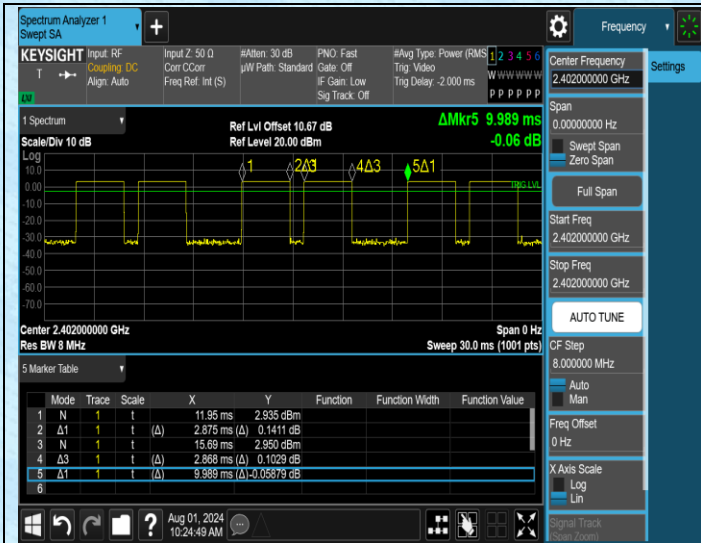 Spectrum Analyzer 1
Swept SA
Frequency
KEYSIGHT
Input: RF
Coupling: DC
Align: Auto
Input Z: 50 Ω
Corr CCorr
Freq Ref: Int (S)
#Atten: 30 dB
µW Path: Standard
PNO: Fast
Gate: Off
IF Gain: Low
Sig Track: Off
#Avg Type: Power (RMS
Trig: Video
Trig Delay: -2.000 ms
1 2 3 4 5 6
W W W W W W
P P P P P P
T
LXI
1 Spectrum
Scale/Div 10 dB
Ref Lvl Offset 10.67 dB
Ref Level 20.00 dBm
ΔMkr5 9.989 ms
-0.06 dB
Log
10.0
0.00
-10.0
-20.0
-30.0
-40.0
-50.0
-60.0
-70.0
1
2Δ1
4Δ3
5Δ1
TRIG LVL
Center 2.402000000 GHz
Res BW 8 MHz
Span 0 Hz
Sweep 30.0 ms (1001 pts)
5 Marker Table
Mode Trace Scale X Y Function Function Width Function Value
1 N 1 t 11.95 ms 2.935 dBm
2 Δ1 1 t (Δ) 2.875 ms (Δ) 0.1411 dB
3 N 1 t 15.69 ms 2.950 dBm
4 Δ3 1 t (Δ) 2.868 ms (Δ) 0.1029 dB
5 Δ1 1 t (Δ) 9.989 ms (Δ) -0.05879 dB
6
Aug 01, 2024
10:24:49 AM
?
Center Frequency
2.402000000 GHz
Settings
Span
0.00000000 Hz
Swept Span
Zero Span
Full Span
Start Freq
2.402000000 GHz
Stop Freq
2.402000000 GHz
AUTO TUNE
CF Step
8.000000 MHz
Auto
Man
Freq Offset
0 Hz
X Axis Scale
Log
Lin
Signal Track
(Span Zoom)